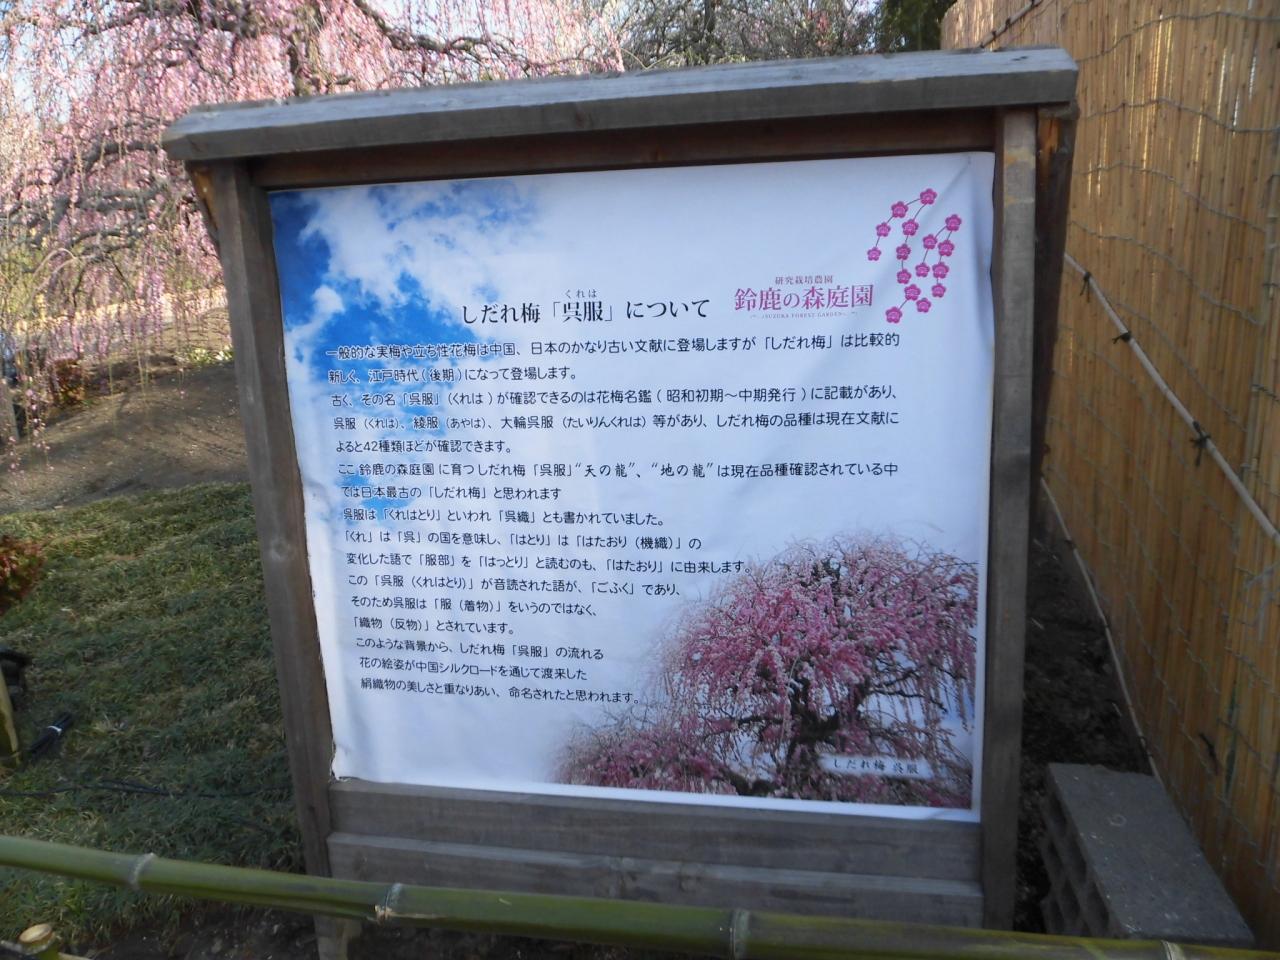 研究栽培農園
鈴鹿の森庭園
SUZUKA FOREST GARDEN
くれは
しだれ梅「呉服」について
一般的な実梅や立ち性花梅は中国、日本のかなり古い文献に登場しますが「しだれ梅」は比較的
新しく、江戸時代(後期)になって登場します。
古く、その名「呉服」(くれは)が確認できるのは花梅名鑑(昭和初期～中期発行)に記載があり、
呉服（くれは）、綾服（あやは）、大輪呉服（たいりんくれは）等があり、しだれ梅の品種は現在文献に
よると42種類ほどが確認できます。
ここ鈴鹿の森庭園に育つしだれ梅「呉服」“天の龍”、“地の龍”は現在品種確認されている中
では日本最古の「しだれ梅」と思われます
呉服は「くれはとり」といわれ「呉織」とも書かれていました。
「くれ」は「呉」の国を意味し、「はとり」は「はたおり（機織）」の
変化した語で「服部」を「はっとり」と読むのも、「はたおり」に由来します。
この「呉服（くれはとり）」が音読された語が、「ごふく」であり、
そのため呉服は「服（着物）」をいうのではなく、
「織物（反物）」とされています。
このような背景から、しだれ梅「呉服」の流れる
花の絵姿が中国シルクロードを通じて渡来した
絹織物の美しさと重なりあい、命名されたと思われます。
しだれ梅 呉服